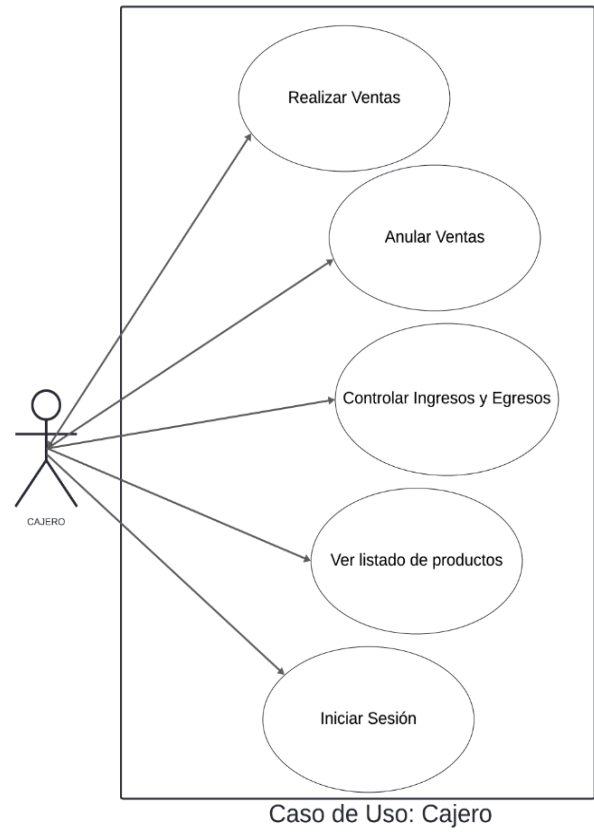 Realizar Ventas
Anular Ventas
Controlar Ingresos y Egresos
CAJERO
Ver listado de productos
Iniciar Sesión
Caso de Uso: Cajero